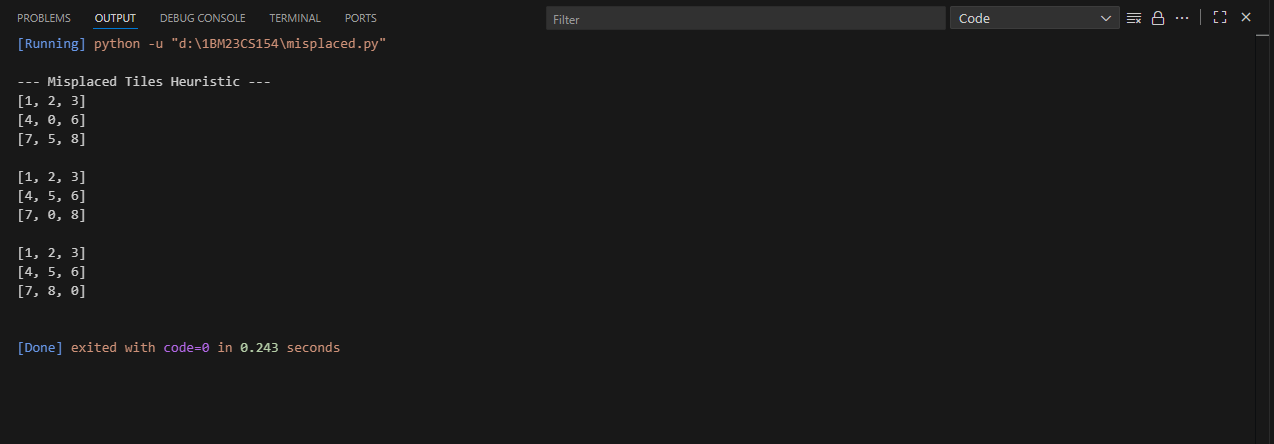 PROBLEMS OUTPUT DEBUG CONSOLE TERMINAL PORTS Filter Code
[Running] python -u "d:\1BM23CS154\misplaced.py"
--- Misplaced Tiles Heuristic ---
[1, 2, 3]
[4, 0, 6]
[7, 5, 8]
[1, 2, 3]
[4, 5, 6]
[7, 0, 8]
[1, 2, 3]
[4, 5, 6]
[7, 8, 0]
[Done] exited with code=0 in 0.243 seconds